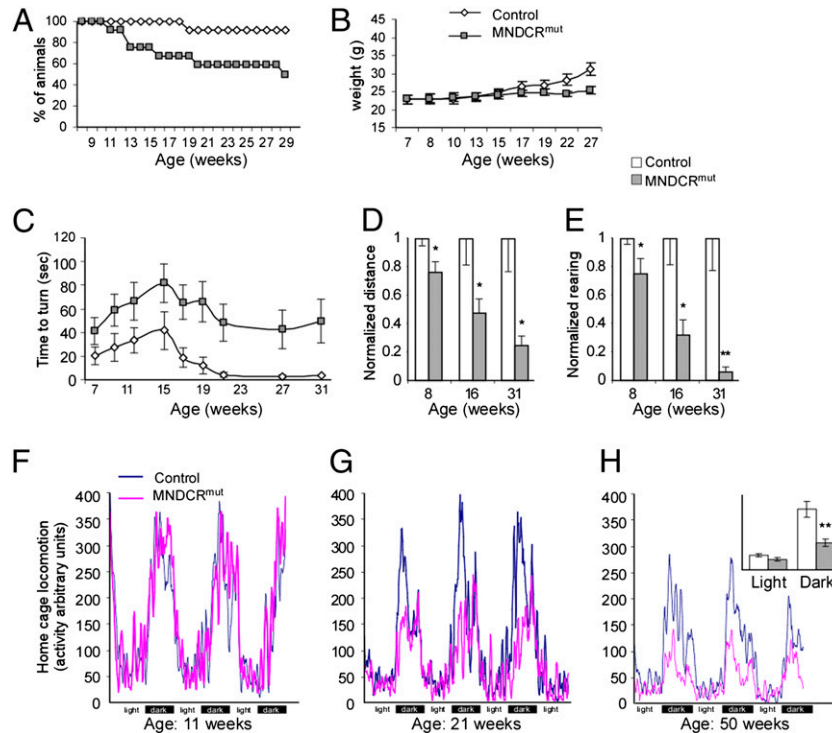 A
% of animals
100
80
60
40
20
0
9 11 13 15 17 19 21 23 25 27 29
Age (weeks)
B
Control
MNDCRmut
weight (g)
40
35
30
25
20
15
7 8 10 13 15 17 19 22 27
Age (weeks)
Control
MNDCRmut
C
Time to turn (sec)
120
100
80
60
40
20
0
7 11 15 19 23 27 31
Age (weeks)
D
Normalized distance
1
0.8
0.6
0.4
0.2
0
* * *
8 16 31
Age (weeks)
E
Normalized rearing
1
0.8
0.6
0.4
0.2
0
* * **
8 16 31
Age (weeks)
F
Control
MNDCRmut
Home cage locomotion
(activity arbitrary units)
400
350
300
250
200
150
100
50
0
light dark light dark light dark
Age: 11 weeks
G
400
350
300
250
200
150
100
50
0
light dark light dark light dark light
Age: 21 weeks
H
400
350
300
250
200
150
100
50
0
**
Light Dark
light dark light dark light dark
Age: 50 weeks